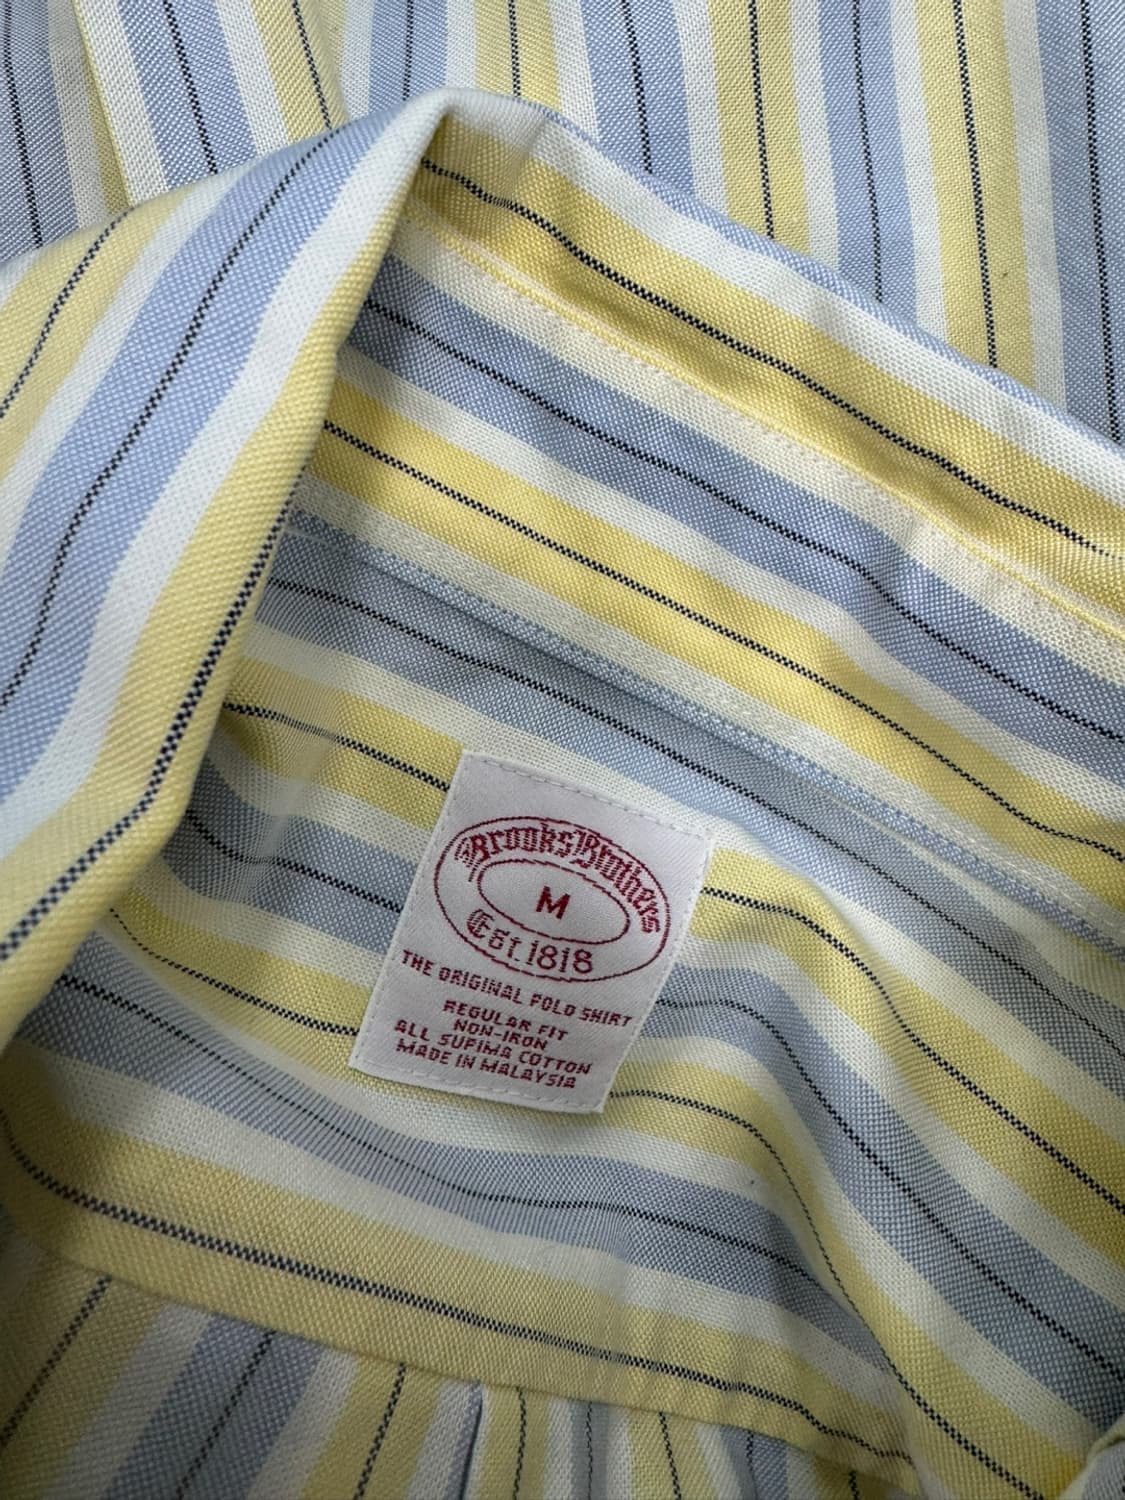 Brooks Brothers
M
Est. 1818
THE ORIGINAL POLO SHIRT
REGULAR FIT
NON-IRON
ALL SUPIMA COTTON
MADE IN MALAYSIA